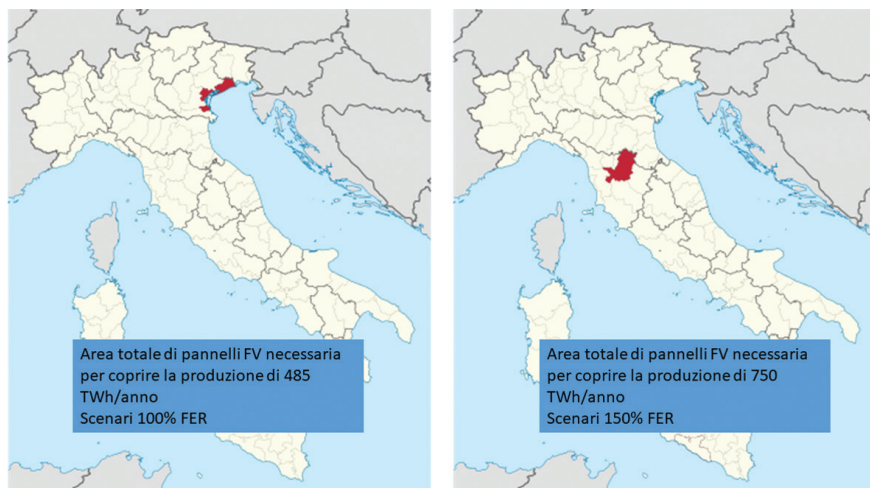 Area totale di pannelli FV necessaria
per coprire la produzione di 485
TWh/anno
Scenari 100% FER
Area totale di pannelli FV necessaria
per coprire la produzione di 750
TWh/anno
Scenari 150% FER